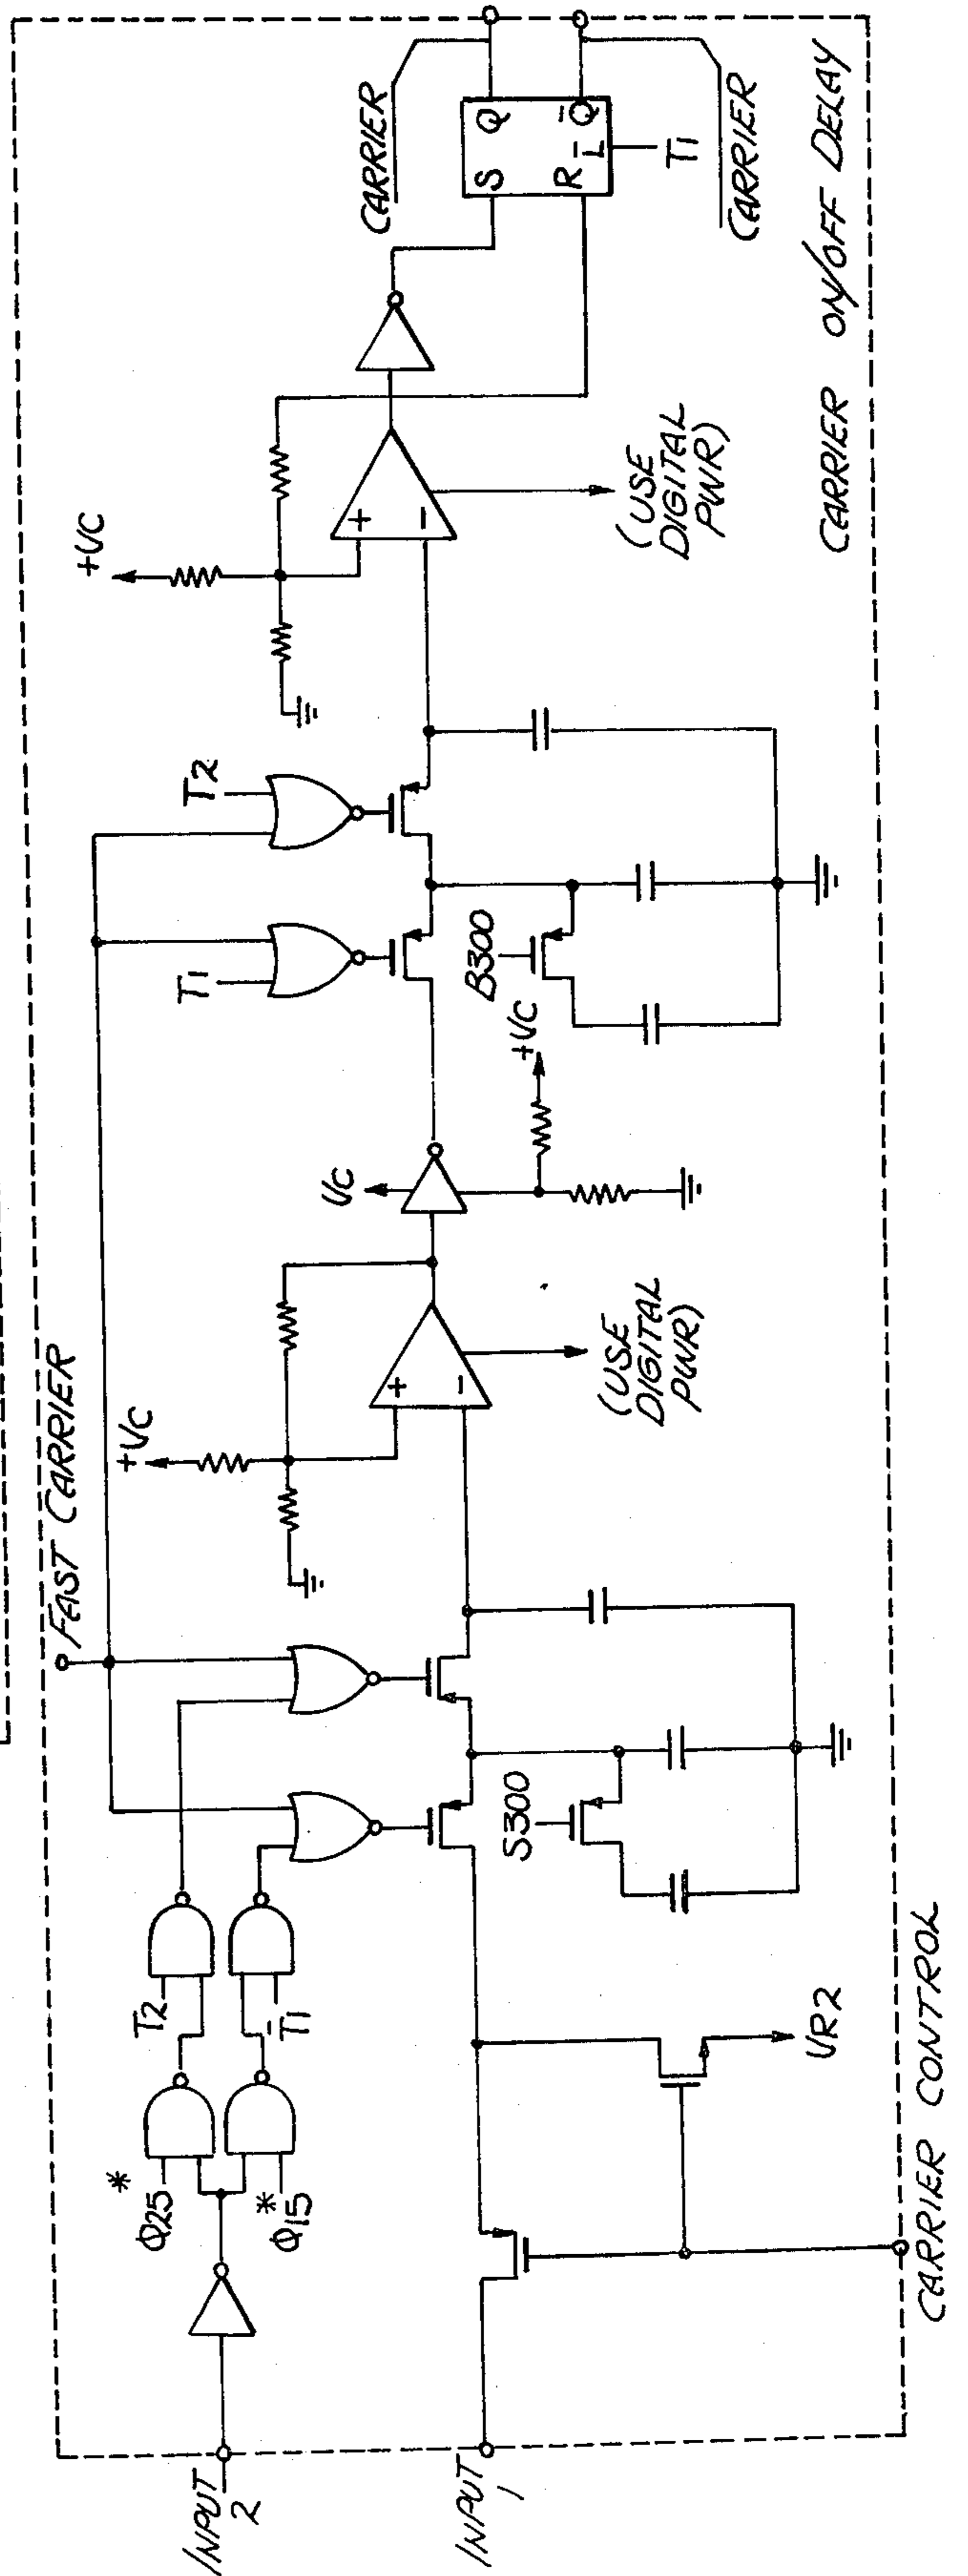 FAST CARRIER
INPUT
2
INPUT
1
Φ25
*
Φ15
*
T2
T̅1
CARRIER CONTROL
VR2
S300
+VC
+
−
(USE
DIGITAL
PWR)
VC
+VC
B300
T1
T2
+VC
+
−
(USE
DIGITAL
PWR)
S
R
Q
Q̅
L̅
T1
CARRIER
C̅A̅R̅R̅I̅E̅R̅
CARRIER ON/OFF DELAY